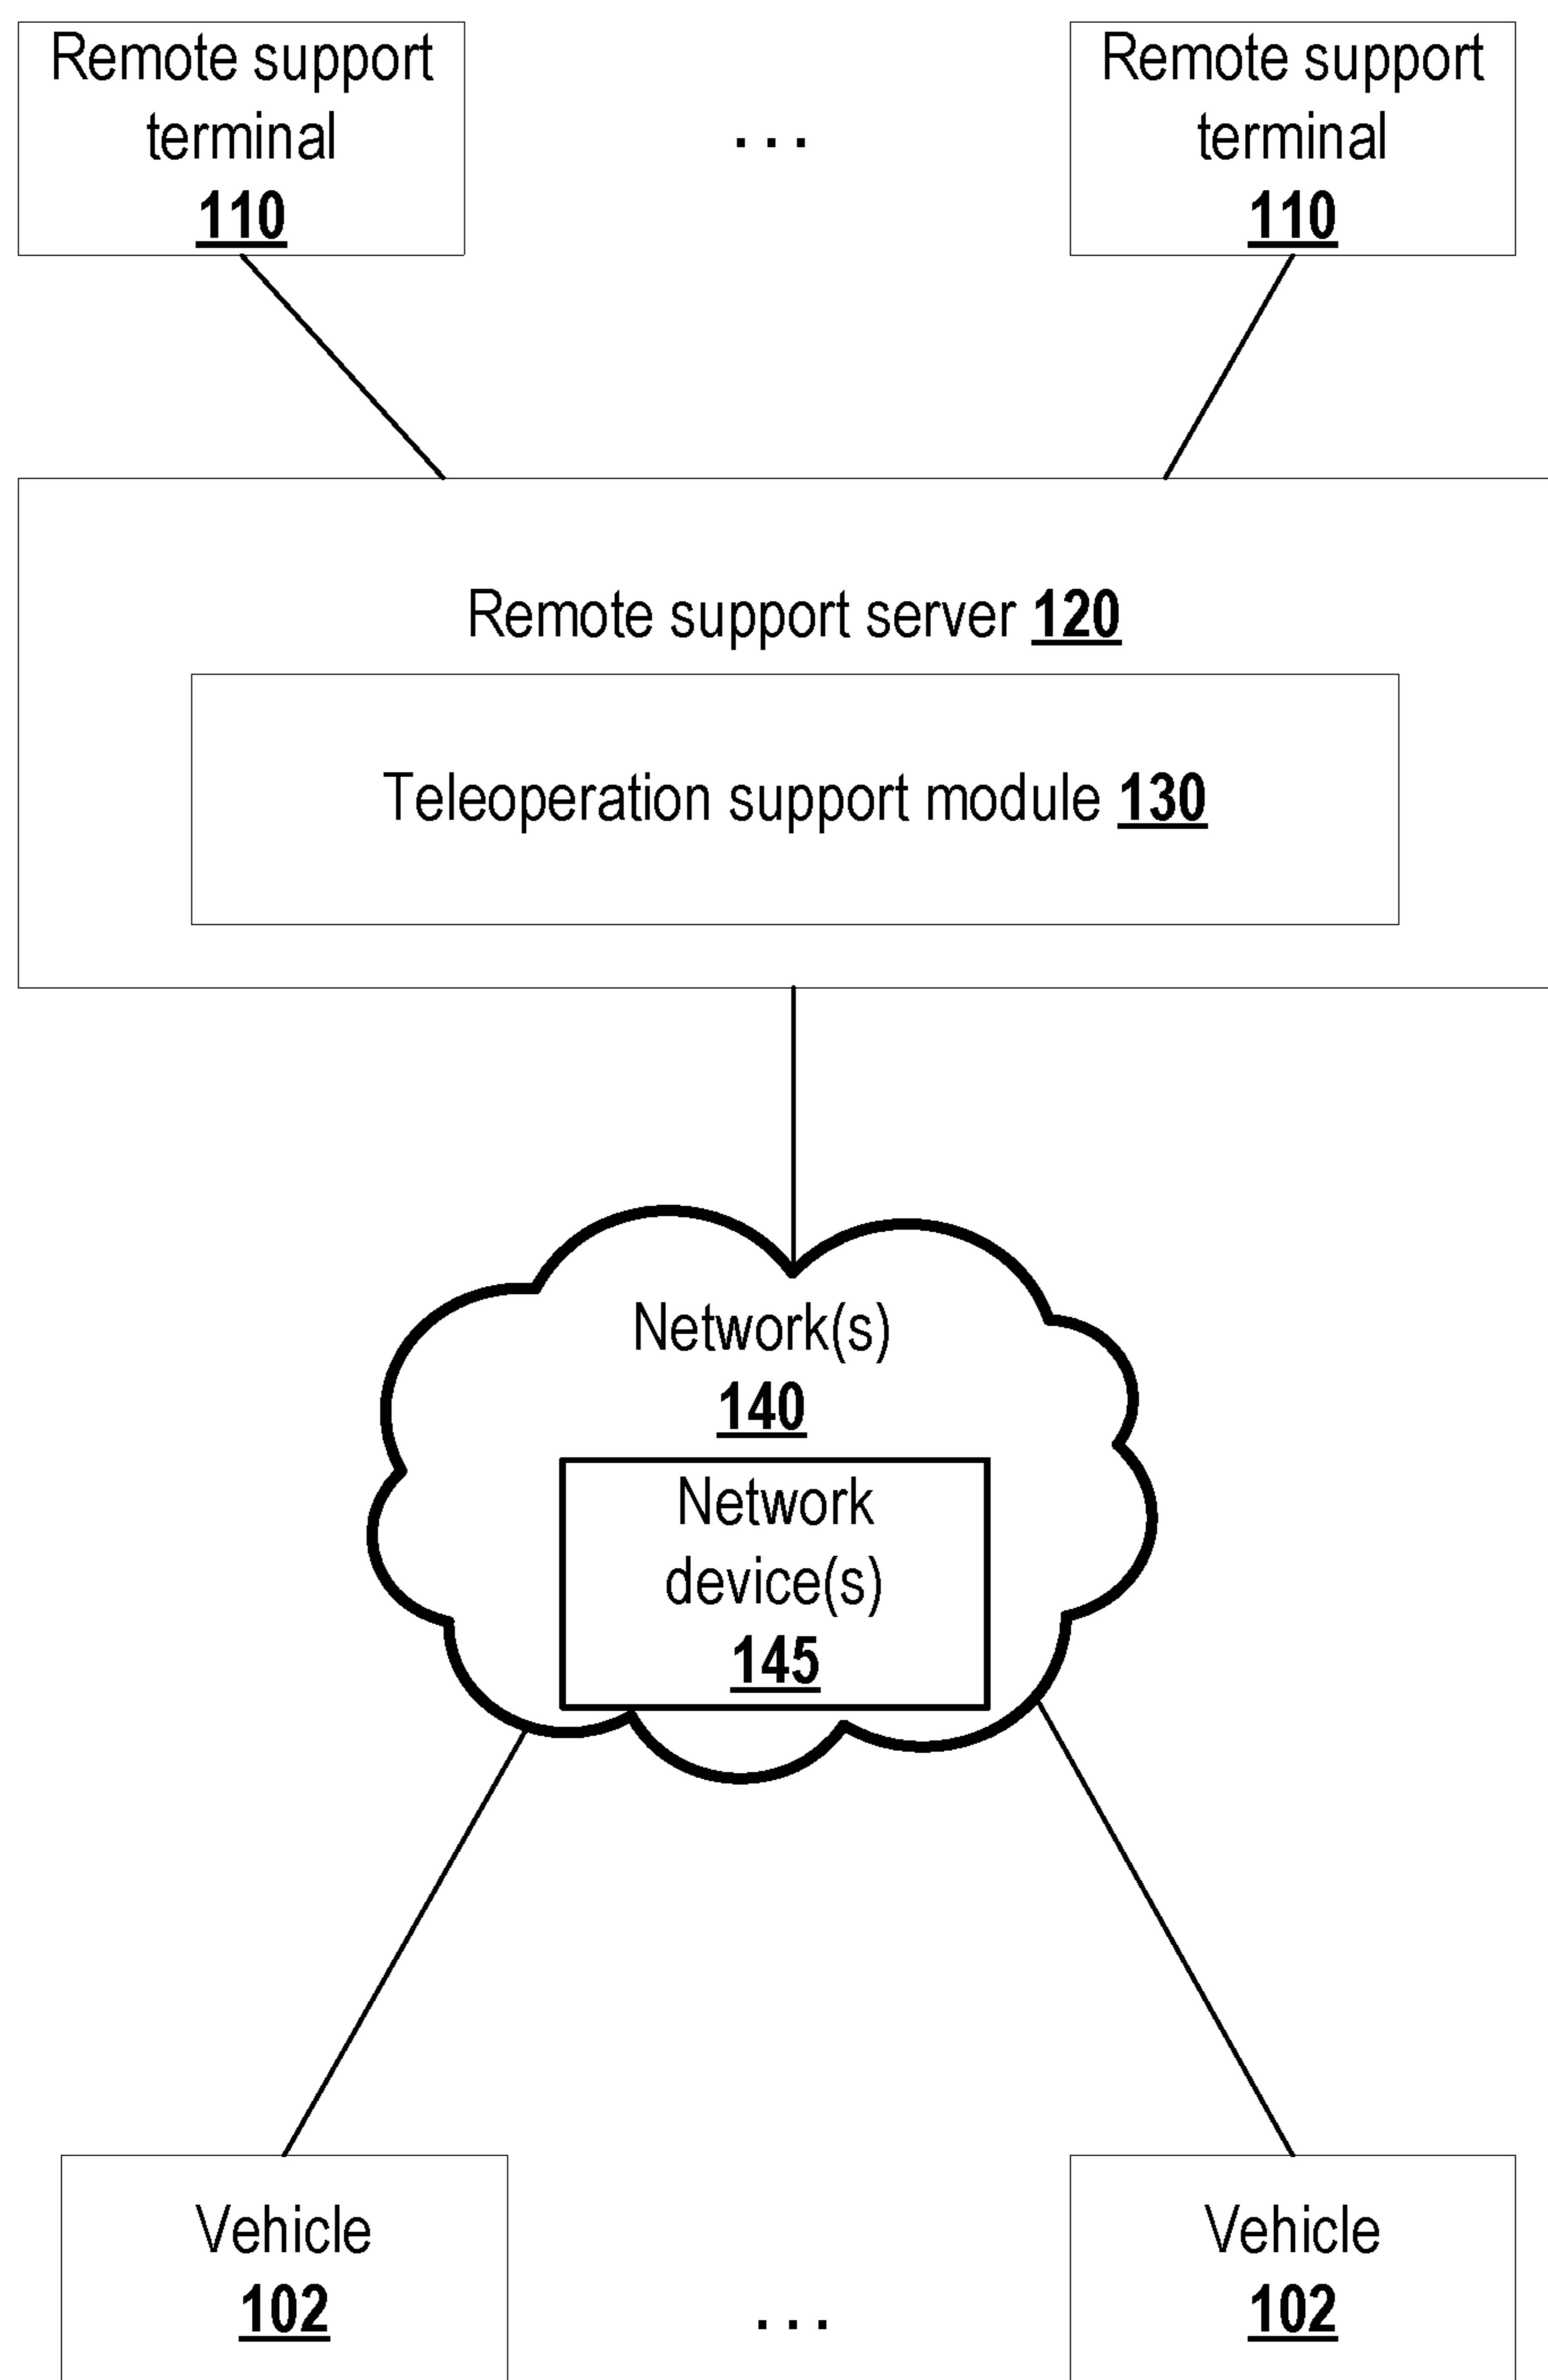 Remote support
terminal
110
...
Remote support
terminal
110
Remote support server 120
Teleoperation support module 130
Network(s)
140
Network
device(s)
145
Vehicle
102
...
Vehicle
102